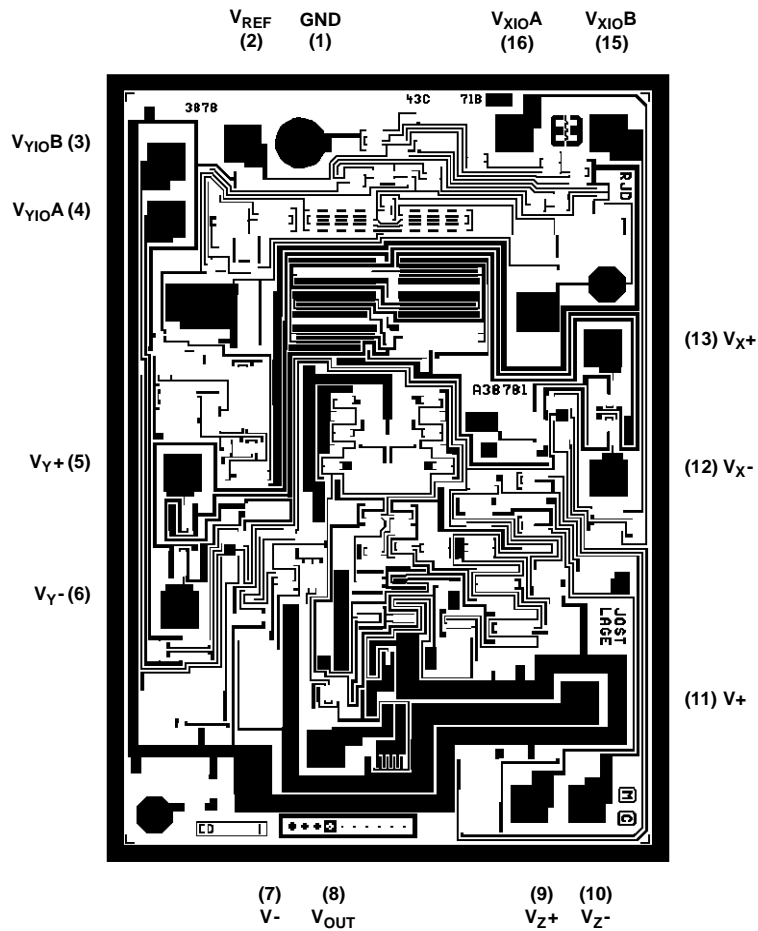 VREF GND VXIOA VXIOB
(2) (1) (16) (15)
3878 43C 71B
VYIOB (3)
RJD
VYIOA (4)
(13) VX+
A38781
VY+ (5)
(12) VX-
VY- (6)
JOST
LAGE
(11) V+
M
C
CD
(7) (8) (9) (10)
V- VOUT VZ+ VZ-